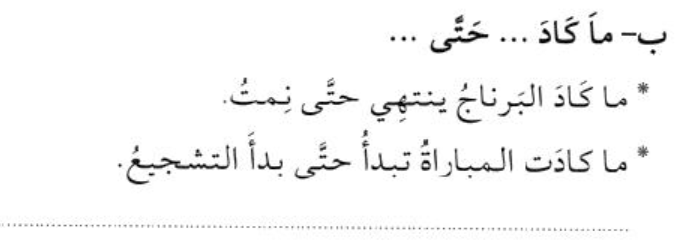 ب- ماَ كَادَ ... حَتَّى ...
* ما كَادَ البَرناجُ ينتهِي حتَّى نِمتُ.
* ما كادَت المباراةُ تبدأُ حتَّى بدأَ التشجيعُ.